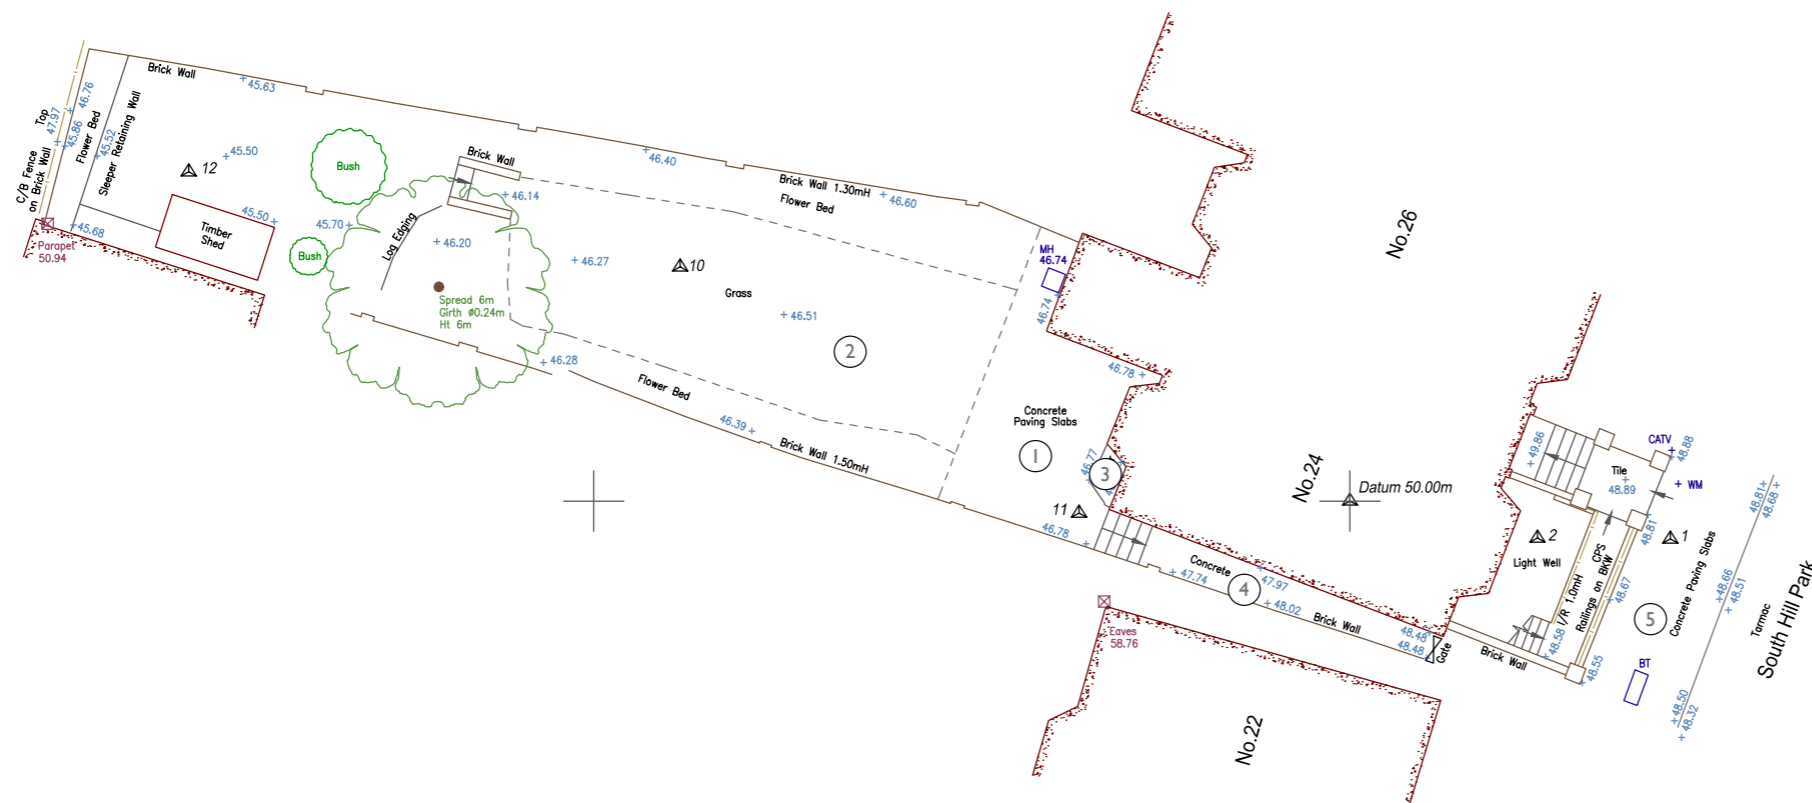 Brick Wall
45.63
C/B Fence
on Brick Wall
Top
47.97
46.76
45.86
Flower Bed
45.52
Sleeper Retaining Wall
12
45.50
Bush
45.68
Parapet
50.94
Timber
Shed
45.50
45.70
Bush
Log Edging
Brick Wall
46.14
46.20
Spread 6m
Girth ø0.24m
Ht 6m
46.40
Brick Wall 1.30mH
Flower Bed
46.60
46.27
10
Grass
46.51
2
46.28
Flower Bed
46.39
Brick Wall 1.50mH
MH
46.74
46.74
46.78
Concrete
Paving Slabs
1
46.77
3
11
46.78
No.26
No.24
Datum 50.00m
Concrete
47.74
47.97
4
48.02
Brick Wall
48.48
48.48
Gate
Eaves
58.76
No.22
49.86
Tile
48.89
CATV
48.88
WM
48.81
2
Light Well
CPS
1
I/R 1.0mH
Railings on BKW
48.67
48.58
Brick Wall
48.55
5
BT
Concrete Paving Slabs
48.81
48.68
48.66
48.51
48.50
48.32
Tarmac
South Hill Park